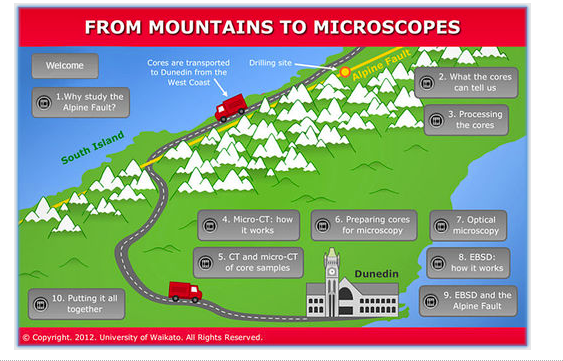 FROM MOUNTAINS TO MICROSCOPES
Welcome
Cores are transported
to Dunedin from the
West Coast
Drilling site
Alpine Fault
1.Why study the
Alpine Fault?
2. What the cores
can tell us
3. Processing
the cores
South Island
4. Micro-CT: how
it works
6. Preparing cores
for microscopy
7. Optical
microscopy
5. CT and micro-CT
of core samples
8. EBSD:
how it works
Dunedin
9. EBSD and the
Alpine Fault
10. Putting it all
together
© Copyright. 2012. University of Waikato. All Rights Reserved.